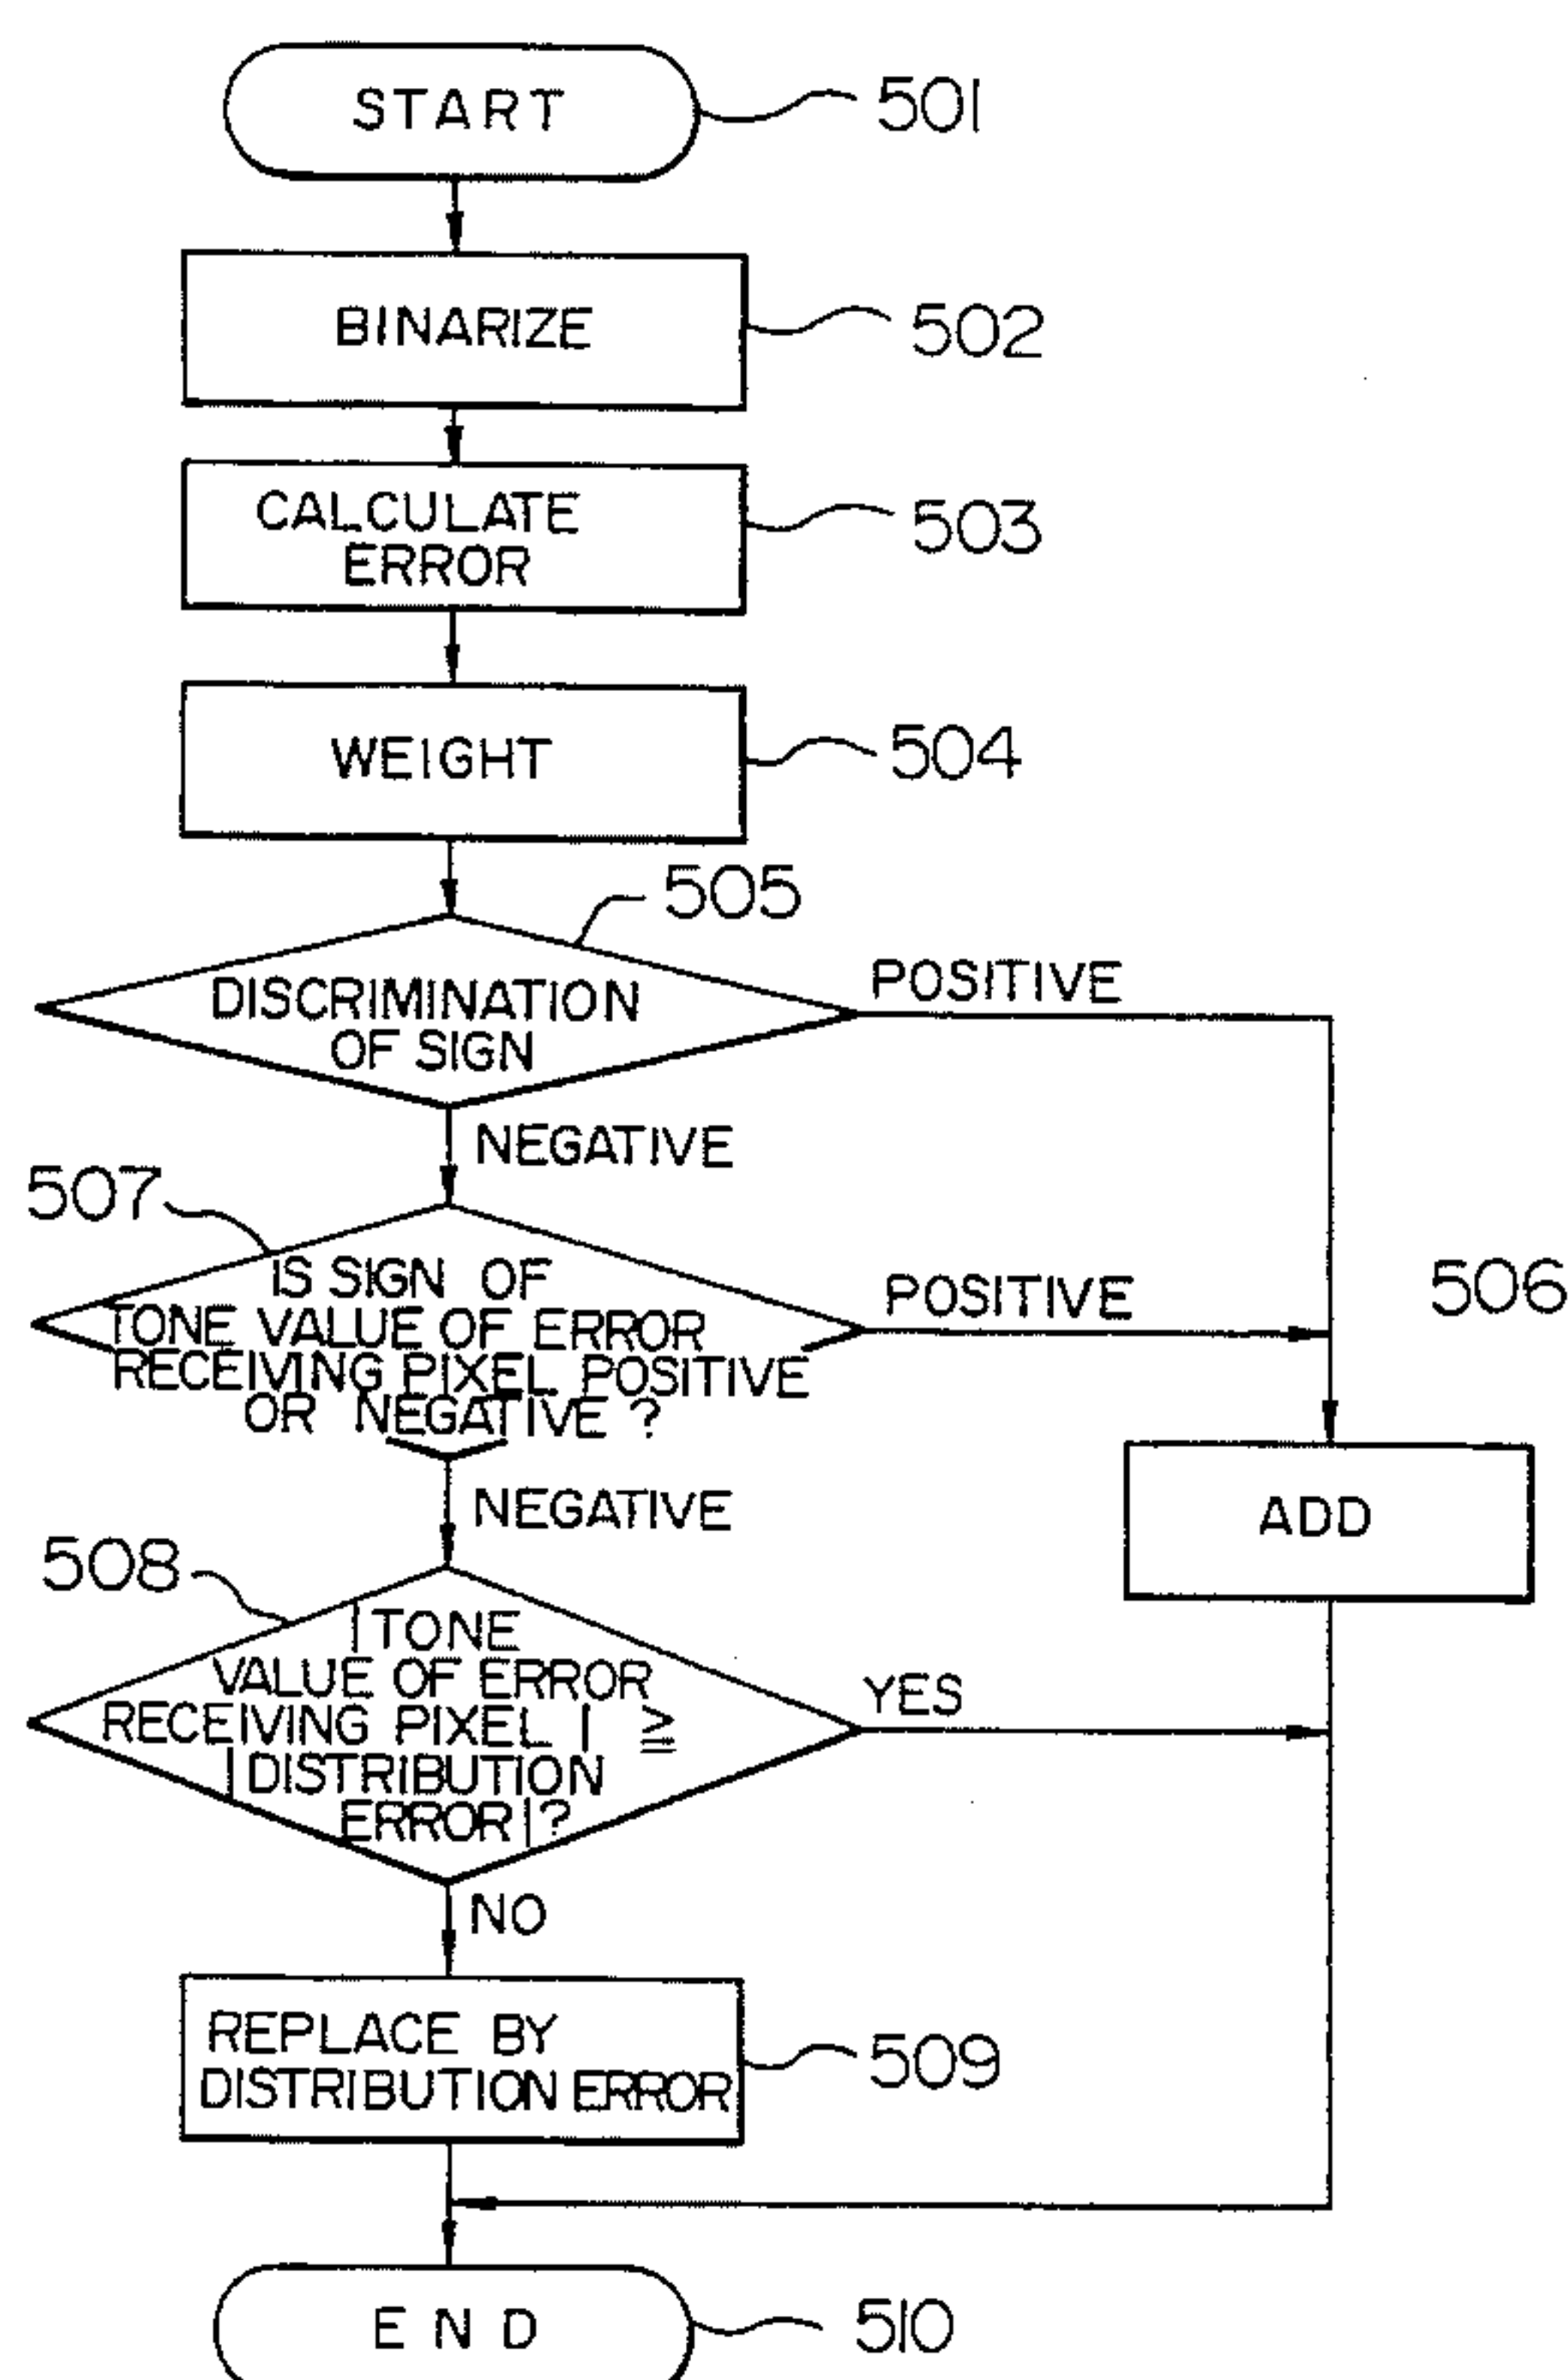 START
501
BINARIZE
502
CALCULATE
ERROR
503
WEIGHT
504
505
DISCRIMINATION
OF SIGN
POSITIVE
NEGATIVE
507
IS SIGN OF
TONE VALUE OF ERROR
RECEIVING PIXEL POSITIVE
OR NEGATIVE ?
POSITIVE
506
ADD
NEGATIVE
508
| TONE
VALUE OF ERROR
RECEIVING PIXEL | ≧
| DISTRIBUTION
ERROR | ?
YES
NO
REPLACE BY
DISTRIBUTION ERROR
509
END
510